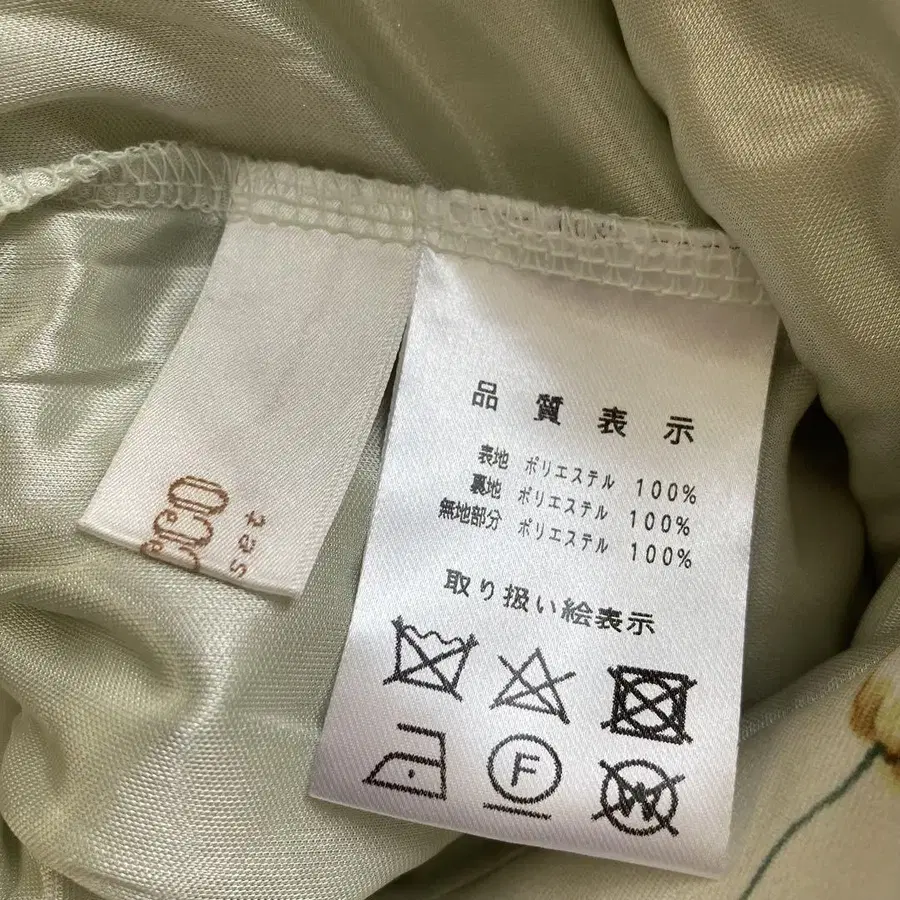 品質表示
表地 ポリエステル 100%
裏地 ポリエステル 100%
無地部分 ポリエステル 100%
取り扱い絵表示
F
W
set